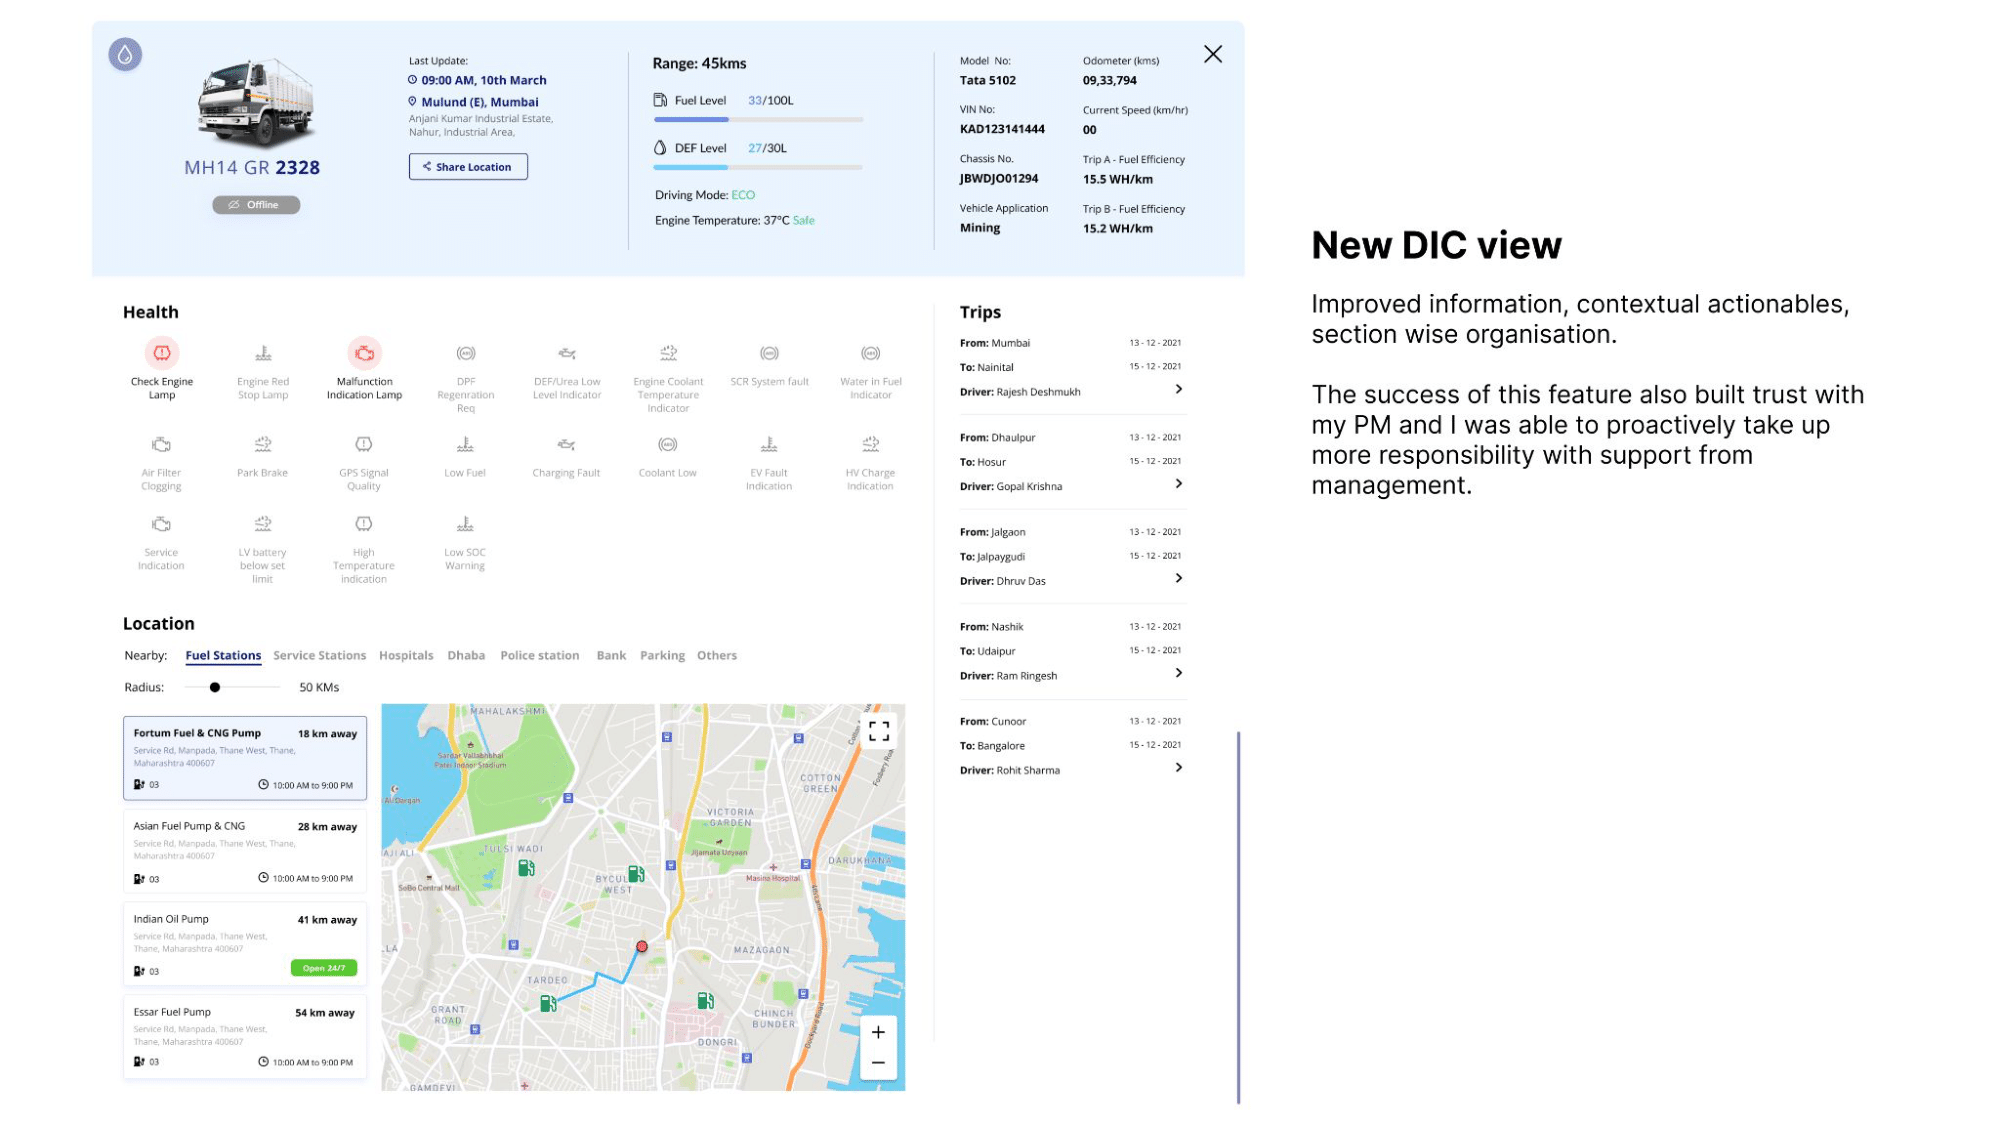 MH14 GR 2328
Offline
Last Update:
09:00 AM, 10th March
Mulund (E), Mumbai
Anjani Kumar Industrial Estate,
Nahur, Industrial Area,
Share Location
Range: 45kms
Fuel Level 33/100L
DEF Level 27/30L
Driving Mode: ECO
Engine Temperature: 37°C Safe
Model No:
Tata 5102
VIN No:
KAD123141444
Chassis No.
JBWDJO01294
Vehicle Application
Mining
Odometer (kms)
09,33,794
Current Speed (km/hr)
00
Trip A - Fuel Efficiency
15.5 WH/km
Trip B - Fuel Efficiency
15.2 WH/km
New DIC view
Improved information, contextual actionables,
section wise organisation.
The success of this feature also built trust with
my PM and I was able to proactively take up
more responsibility with support from
management.
Health
Check Engine
Lamp
Engine Red
Stop Lamp
Malfunction
Indication Lamp
DPF
Regenration
Req
DEF/Urea Low
Level Indicator
Engine Coolant
Temperature
Indicator
SCR System fault
Water in Fuel
Indicator
Air Filter
Clogging
Park Brake
GPS Signal
Quality
Low Fuel
Charging Fault
Coolant Low
EV Fault
Indication
HV Charge
Indication
Service
Indication
LV battery
below set
limit
High
Temperature
indication
Low SOC
Warning
Trips
From: Mumbai 13 - 12 - 2021
To: Nainital 15 - 12 - 2021
Driver: Rajesh Deshmukh
From: Dhaulpur 13 - 12 - 2021
To: Hosur 15 - 12 - 2021
Driver: Gopal Krishna
From: Jalgaon 13 - 12 - 2021
To: Jalpaygudi 15 - 12 - 2021
Driver: Dhruv Das
From: Nashik 13 - 12 - 2021
To: Udaipur 15 - 12 - 2021
Driver: Ram Ringesh
From: Cunoor 13 - 12 - 2021
To: Bangalore 15 - 12 - 2021
Driver: Rohit Sharma
Location
Nearby: Fuel Stations Service Stations Hospitals Dhaba Police station Bank Parking Others
Radius: 50 KMs
Fortum Fuel & CNG Pump 18 km away
Service Rd, Manpada, Thane West, Thane,
Maharashtra 400607
03 10:00 AM to 9:00 PM
Asian Fuel Pump & CNG 28 km away
Service Rd, Manpada, Thane West, Thane,
Maharashtra 400607
03 10:00 AM to 9:00 PM
Indian Oil Pump 41 km away
Service Rd, Manpada, Thane West,
Thane, Maharashtra 400607
03 Open 24/7
Essar Fuel Pump 54 km away
Service Rd, Manpada, Thane West,
Thane, Maharashtra 400607
03 10:00 AM to 9:00 PM
MAHALAKSHMI
Sardar Vallabhbhai
Patel Indoor Stadium
COTTON
GREEN
VICTORIA
GARDEN
Jijamata Udyaan
TULSI WADI
DARUKHANA
Masina Hospital
SoBo Central Mall
BYCUL
WEST
MAZAGAON
TARDEO
GRANT
ROAD
CHINCH
BUNDER
Dockyard Road
DONGRI
GAMDEVI
+
−